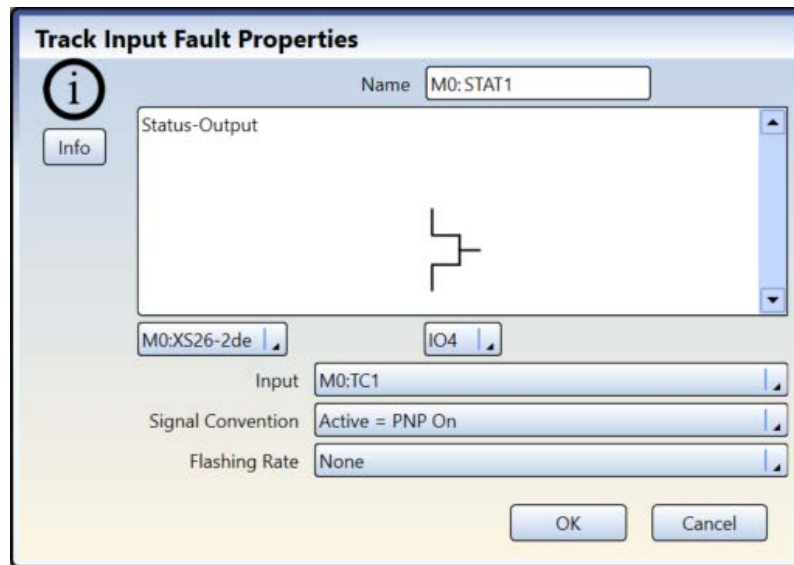 Track Input Fault Properties
i
Name M0:STAT1
Info
Status-Output
M0:XS26-2de IO4
Input M0:TC1
Signal Convention Active = PNP On
Flashing Rate None
OK Cancel